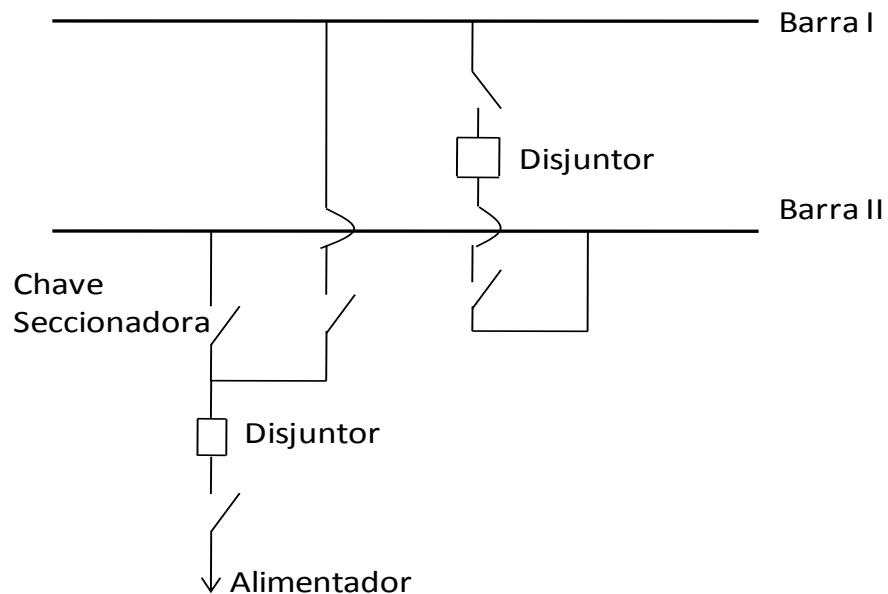 Barra I
Disjuntor
Barra II
Chave
Seccionadora
Disjuntor
Alimentador